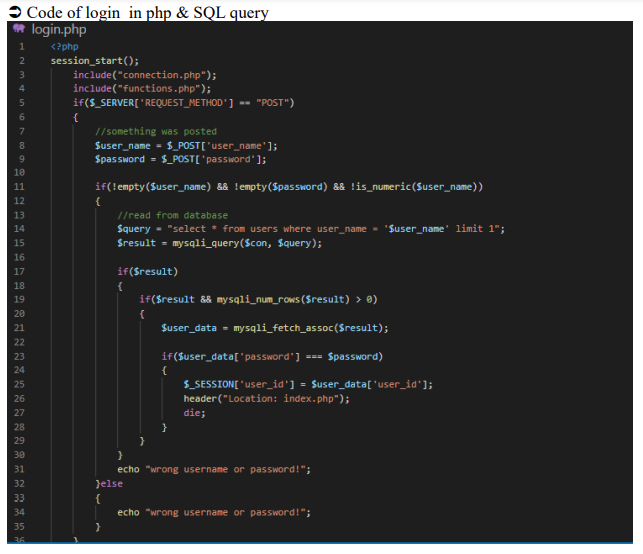 ➲ Code of login in php & SQL query
login.php
1 <?php
2 session_start();
3 include("connection.php");
4 include("functions.php");
5 if($_SERVER['REQUEST_METHOD'] == "POST")
6 {
7 //something was posted
8 $user_name = $_POST['user_name'];
9 $password = $_POST['password'];
10
11 if(!empty($user_name) && !empty($password) && !is_numeric($user_name))
12 {
13 //read from database
14 $query = "select * from users where user_name = '$user_name' limit 1";
15 $result = mysqli_query($con, $query);
16
17 if($result)
18 {
19 if($result && mysqli_num_rows($result) > 0)
20 {
21 $user_data = mysqli_fetch_assoc($result);
22
23 if($user_data['password'] === $password)
24 {
25 $_SESSION['user_id'] = $user_data['user_id'];
26 header("Location: index.php");
27 die;
28 }
29 }
30 }
31 echo "wrong username or password!";
32 }else
33 {
34 echo "wrong username or password!";
35 }
36 }